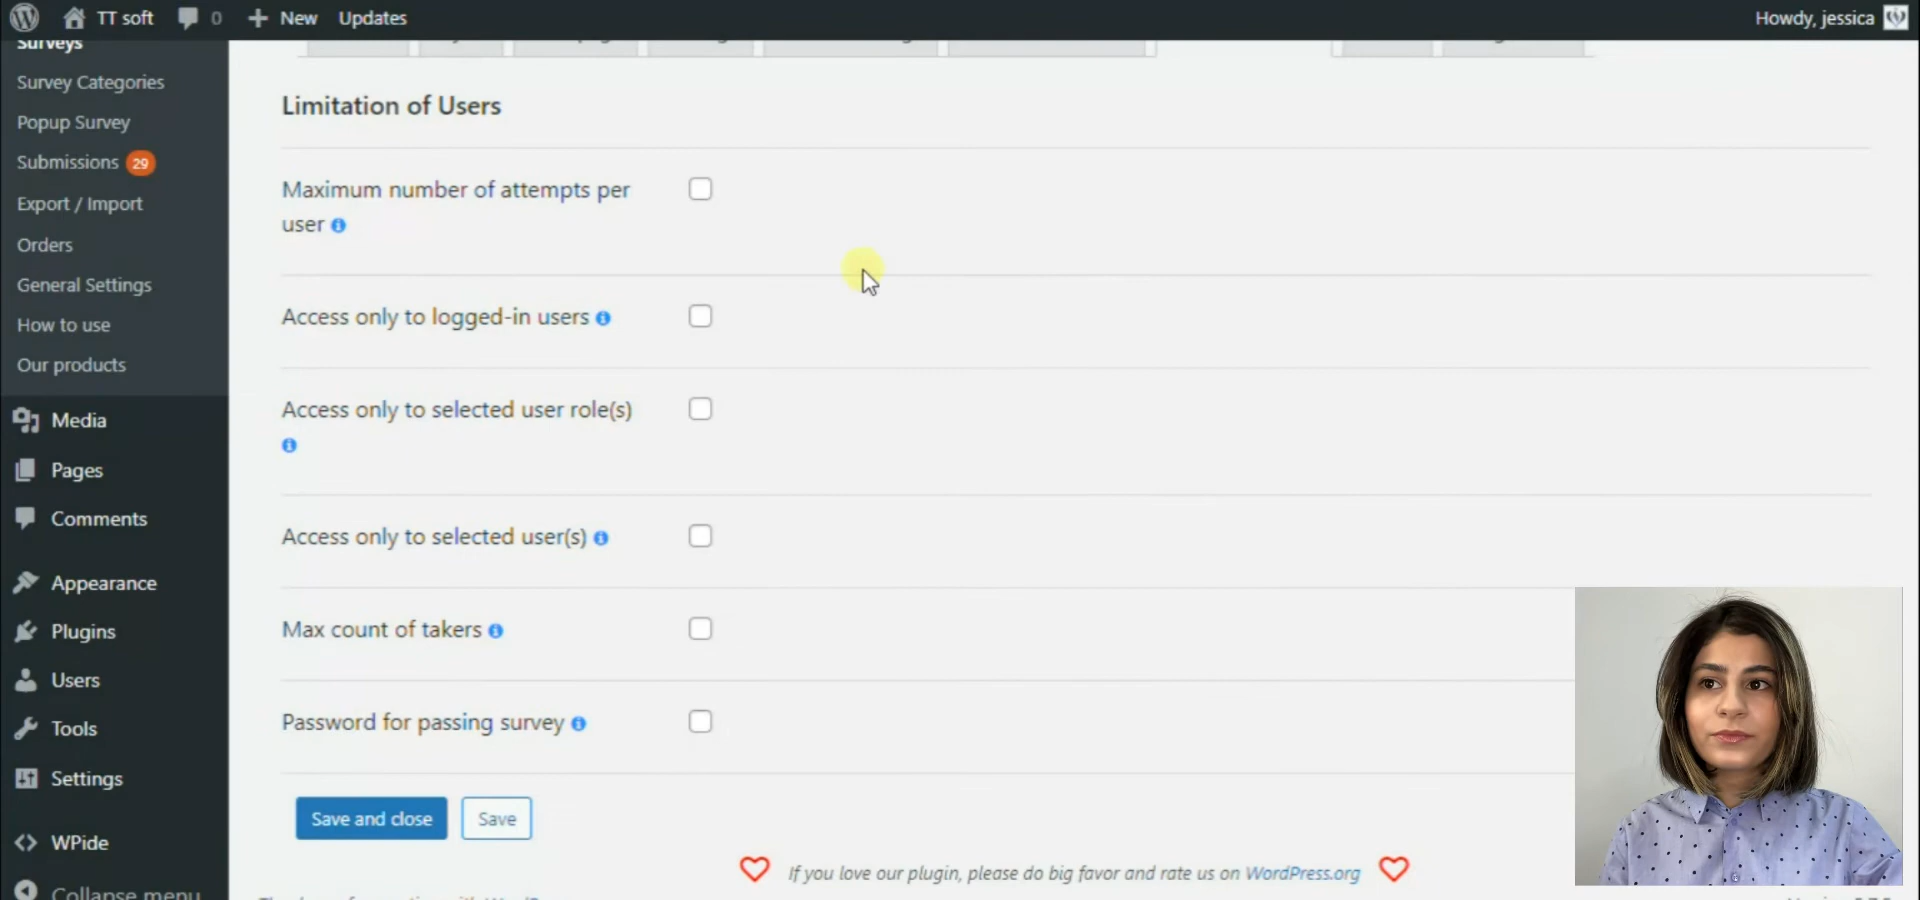 TT soft
0
New
Updates
Howdy, jessica
Surveys
Survey Categories
Popup Survey
Submissions 29
Export / Import
Orders
General Settings
How to use
Our products
Media
Pages
Comments
Appearance
Plugins
Users
Tools
Settings
WPide
Collapse menu
Limitation of Users
Maximum number of attempts per
user
Access only to logged-in users
Access only to selected user role(s)
Access only to selected user(s)
Max count of takers
Password for passing survey
Save and close
Save
If you love our plugin, please do big favor and rate us on WordPress.org